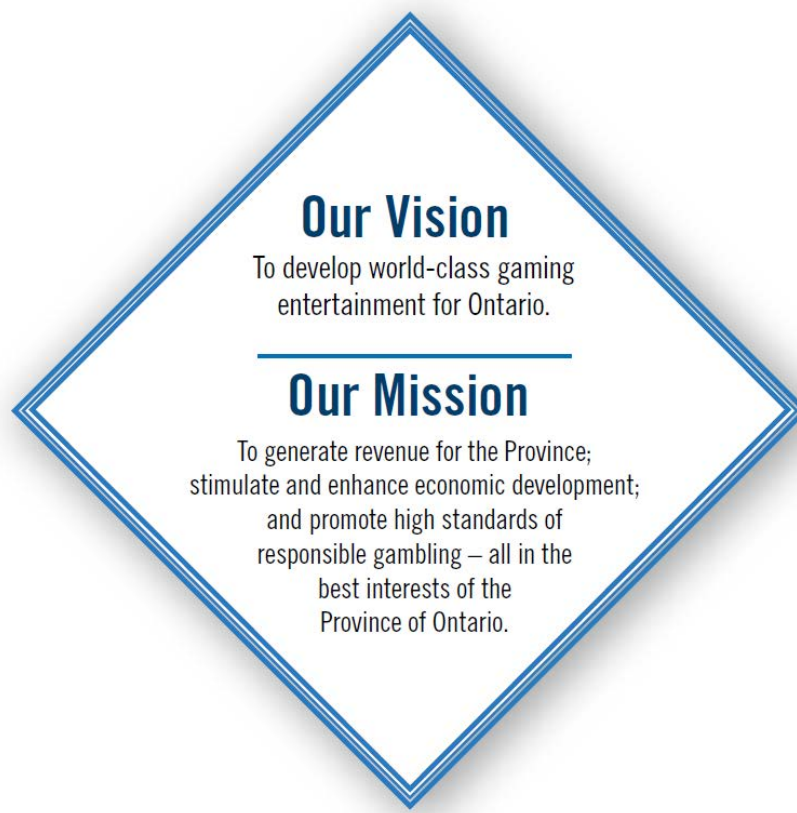 Our Vision
To develop world-class gaming
entertainment for Ontario.
Our Mission
To generate revenue for the Province;
stimulate and enhance economic development;
and promote high standards of
responsible gambling – all in the
best interests of the
Province of Ontario.